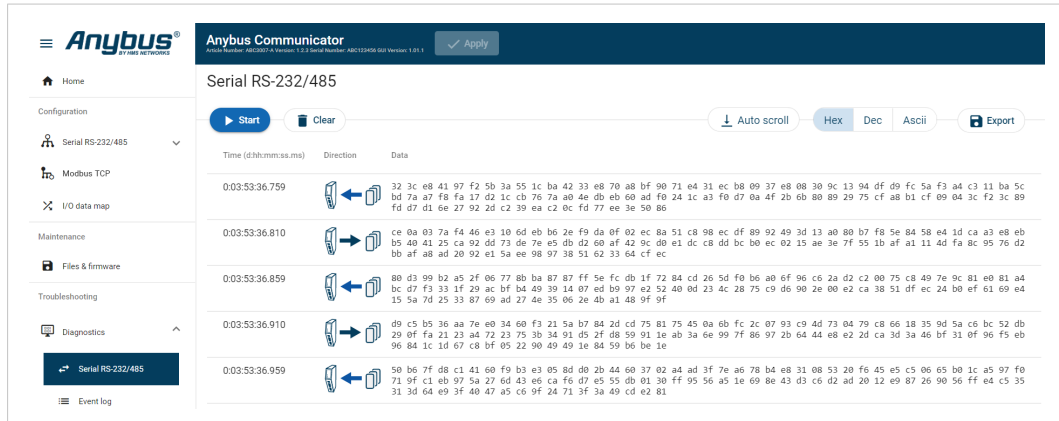 Anybus®
BY HMS NETWORKS
Anybus Communicator
Article Number: ABC3007-A Version: 1.2.3 Serial Number: ABC123456 GUI Version: 1.01.1
Apply
Home
Configuration
Serial RS-232/485
Modbus TCP
I/O data map
Maintenance
Files & firmware
Troubleshooting
Diagnostics
Serial RS-232/485
Event log
Serial RS-232/485
Start
Clear
Auto scroll
Hex
Dec
Ascii
Export
Time (d:hh:mm:ss.ms)
Direction
Data
0:03:53:36.759
32 3c e8 41 97 f2 5b 3a 55 1c ba 42 33 e8 70 a8 bf 90 71 e4 31 ec b8 09 37 e8 08 30 9c 13 94 df d9 fc 5a f3 a4 c3 11 ba 5c
bd 7a a7 f8 fa 17 d2 1c cb 76 7a a0 4e db eb 60 ad f0 24 1c a3 f0 d7 0a 4f 2b 6b 80 89 29 75 cf a8 b1 cf 09 04 3c f2 3c 89
fd d7 d1 6e 27 92 2d c2 39 ea c2 0c fd 77 ee 3e 50 86
0:03:53:36.810
ce 0a 03 7a f4 46 e3 10 6d eb b6 2e f9 da 0f 02 ec 8a 51 c8 98 ec df 89 92 49 3d 13 a0 80 b7 f8 5e 84 58 e4 1d ca a3 e8 eb
b5 40 41 25 ca 92 dd 73 de 7e e5 db d2 60 af 42 9c d0 e1 dc c8 dd bc b0 ec 02 15 ae 3e 7f 55 1b af a1 11 4d fa 8c 95 76 d2
bb af a8 ad 20 92 e1 5a ee 98 97 38 51 62 33 64 cf ec
0:03:53:36.859
80 d3 99 b2 a5 2f 06 77 8b ba 87 87 ff 5e fc db 1f 72 84 cd 26 5d f0 b6 a0 6f 96 c6 2a d2 c2 00 75 c8 49 7e 9c 81 e0 81 a4
bc d7 f3 33 1f 29 ac bf b4 49 39 14 07 ed b9 97 e2 52 40 0d 23 4c 28 75 c9 d6 90 2e 00 e2 ca 38 51 df ec 24 b0 ef 61 69 e4
15 5a 7d 25 33 87 69 ad 27 4e 35 06 2e 4b a1 48 9f 9f
0:03:53:36.910
d9 c5 b5 36 aa 7e e0 34 60 f3 21 5a b7 84 2d cd 75 81 75 45 0a 6b fc 2c 07 93 c9 4d 73 04 79 c8 66 18 35 9d 5a c6 bc 52 db
29 0f fa 21 23 a4 72 23 75 3b 34 91 d5 2f d8 59 91 1e ab 3a 6e 99 7f 86 97 2b 64 44 e8 e2 2d ca 3d 3a 46 bf 31 0f 96 f5 eb
96 84 1c 1d 67 c8 bf 05 22 90 49 49 1e 84 59 b6 be 1e
0:03:53:36.959
50 b6 7f d8 c1 41 60 f9 b3 e3 05 8d d0 2b 44 60 37 02 a4 ad 3f 7e a6 78 b4 e8 31 08 53 20 f6 45 e5 c5 06 65 b0 1c a5 97 f0
71 9f c1 eb 97 5a 27 6d 43 e6 ca f6 d7 e5 55 db 01 30 ff 95 56 a5 1e 69 8e 43 d3 c6 d2 ad 20 12 e9 87 26 90 56 ff e4 c5 35
31 3d 64 e9 3f 40 47 a5 c6 9f 24 71 3f 3a 49 cd e2 81